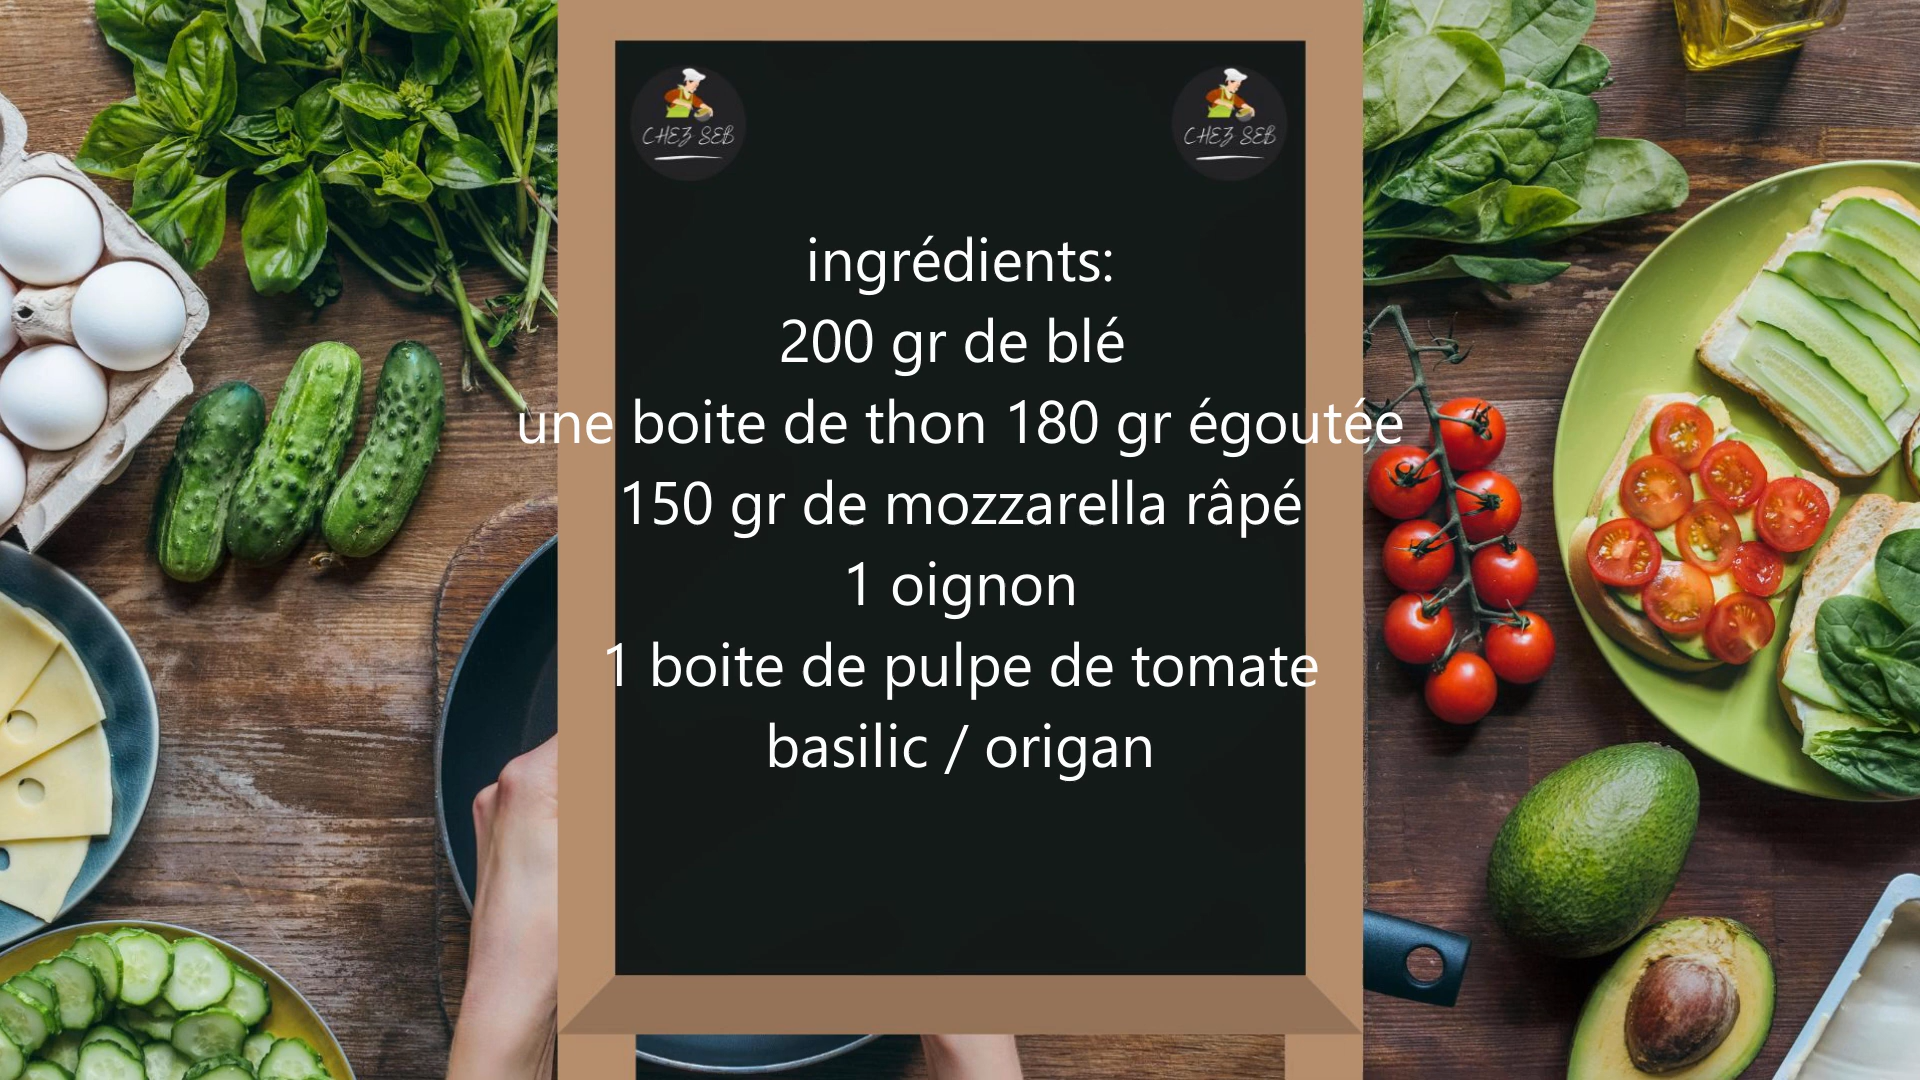 CHEZ SEB
CHEZ SEB
ingrédients:
200 gr de blé
une boite de thon 180 gr égoutée
150 gr de mozzarella râpé
1 oignon
1 boite de pulpe de tomate
basilic / origan